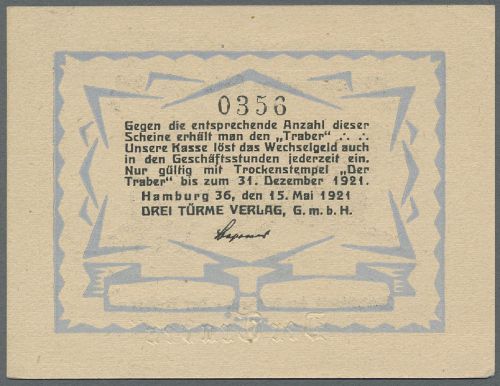 0356
Gegen die entsprechende Anzahl dieser
Scheine erhält man den „Traber“ ∴ ∴
Unsere Kasse löst das Wechselgeld auch
in den Geschäftsstunden jederzeit ein.
Nur gültig mit Trockenstempel „Der
Traber“ bis zum 31. Dezember 1921.
Hamburg 36, den 15. Mai 1921
DREI TÜRME VERLAG, G. m. b. H.